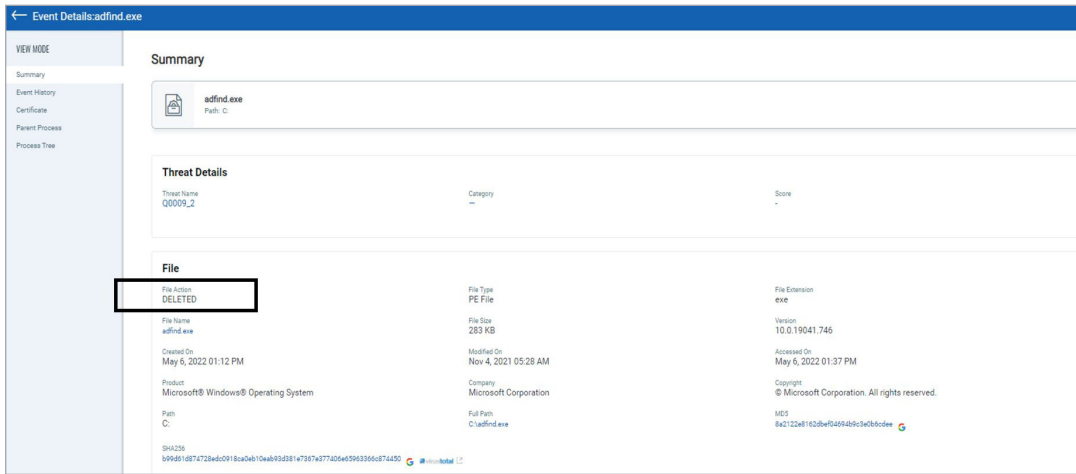 ← Event Details:adfind.exe
VIEW MODE
Summary
Event History
Certificate
Parent Process
Process Tree
Summary
adfind.exe
Path: C:
Threat Details
Threat Name Category Score
Q0009_2 — -
File
File Action File Type File Extension
DELETED PE File exe
File Name File Size Version
adfind.exe 283 KB 10.0.19041.746
Created On Modified On Accessed On
May 6, 2022 01:12 PM Nov 4, 2021 05:28 AM May 6, 2022 01:37 PM
Product Company Copyright
Microsoft® Windows® Operating System Microsoft Corporation © Microsoft Corporation. All rights reserved.
Path Full Path MD5
C: C:\adfind.exe 8a2122e8162dbef04694b9c3e0b6cdee G
SHA256
b99d61d874728edc0918ca0eb10eab93d381e7367e377406e65963366c874450 G virustotal